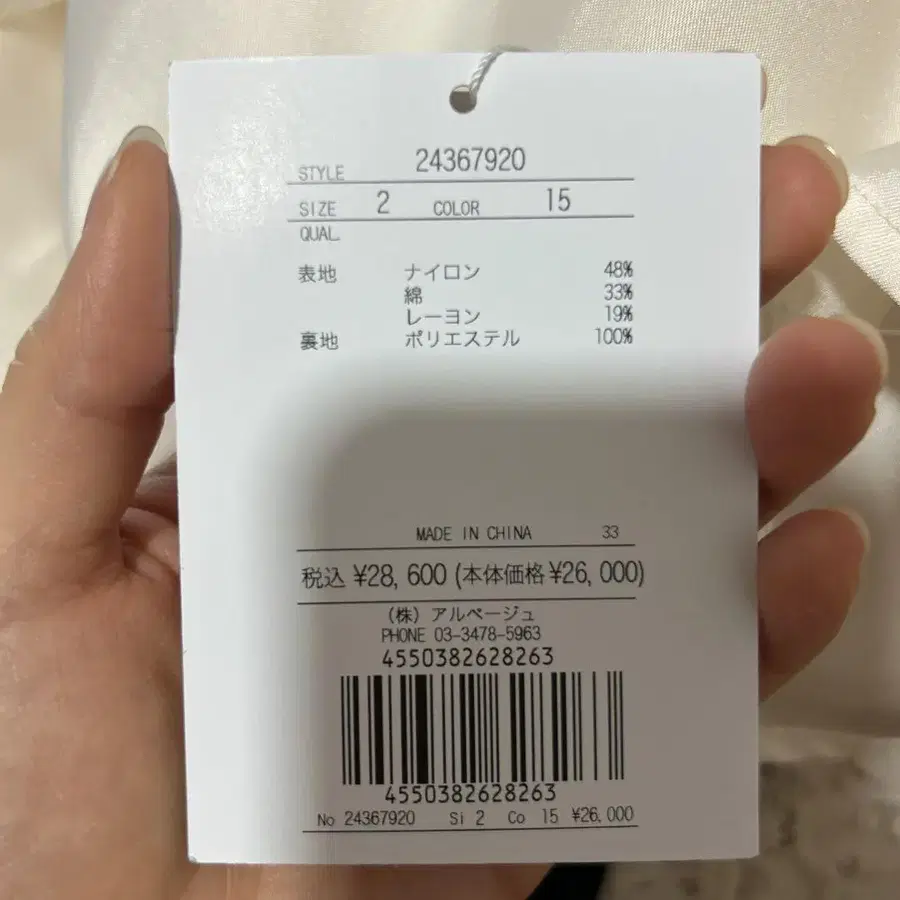 STYLE 24367920
SIZE 2 COLOR 15
QUAL.
表地 ナイロン 48%
綿 33%
レーヨン 19%
裏地 ポリエステル 100%
MADE IN CHINA 33
税込 ¥28,600 (本体価格¥26,000)
(株) アルページュ
PHONE 03-3478-5963
4550382628263
4550382628263
No 24367920 Si 2 Co 15 ¥26,000